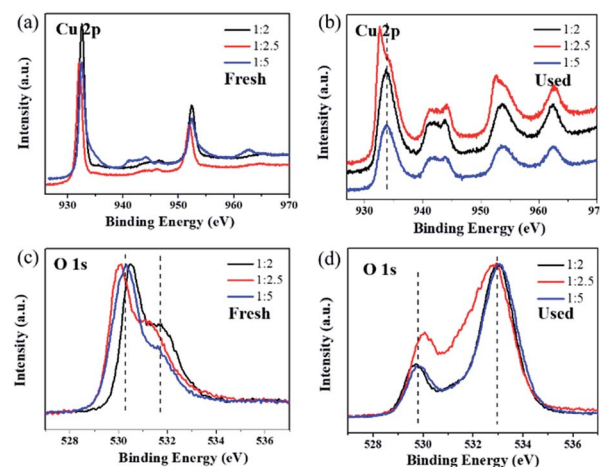 (a)
Cu 2p
1:2
1:2.5
1:5
Fresh
Intensity (a.u.)
930 940 950 960 970
Binding Energy (eV)
(b)
Cu 2p
1:2
1:2.5
1:5
Used
Intensity (a.u.)
930 940 950 960 970
Binding Energy (eV)
(c)
O 1s
1:2
1:2.5
1:5
Fresh
Intensity (a.u.)
528 530 532 534 536
Binding Energy (eV)
(d)
O 1s
1:2
1:2.5
1:5
Used
Intensity (a.u.)
528 530 532 534 536
Binding Energy (eV)